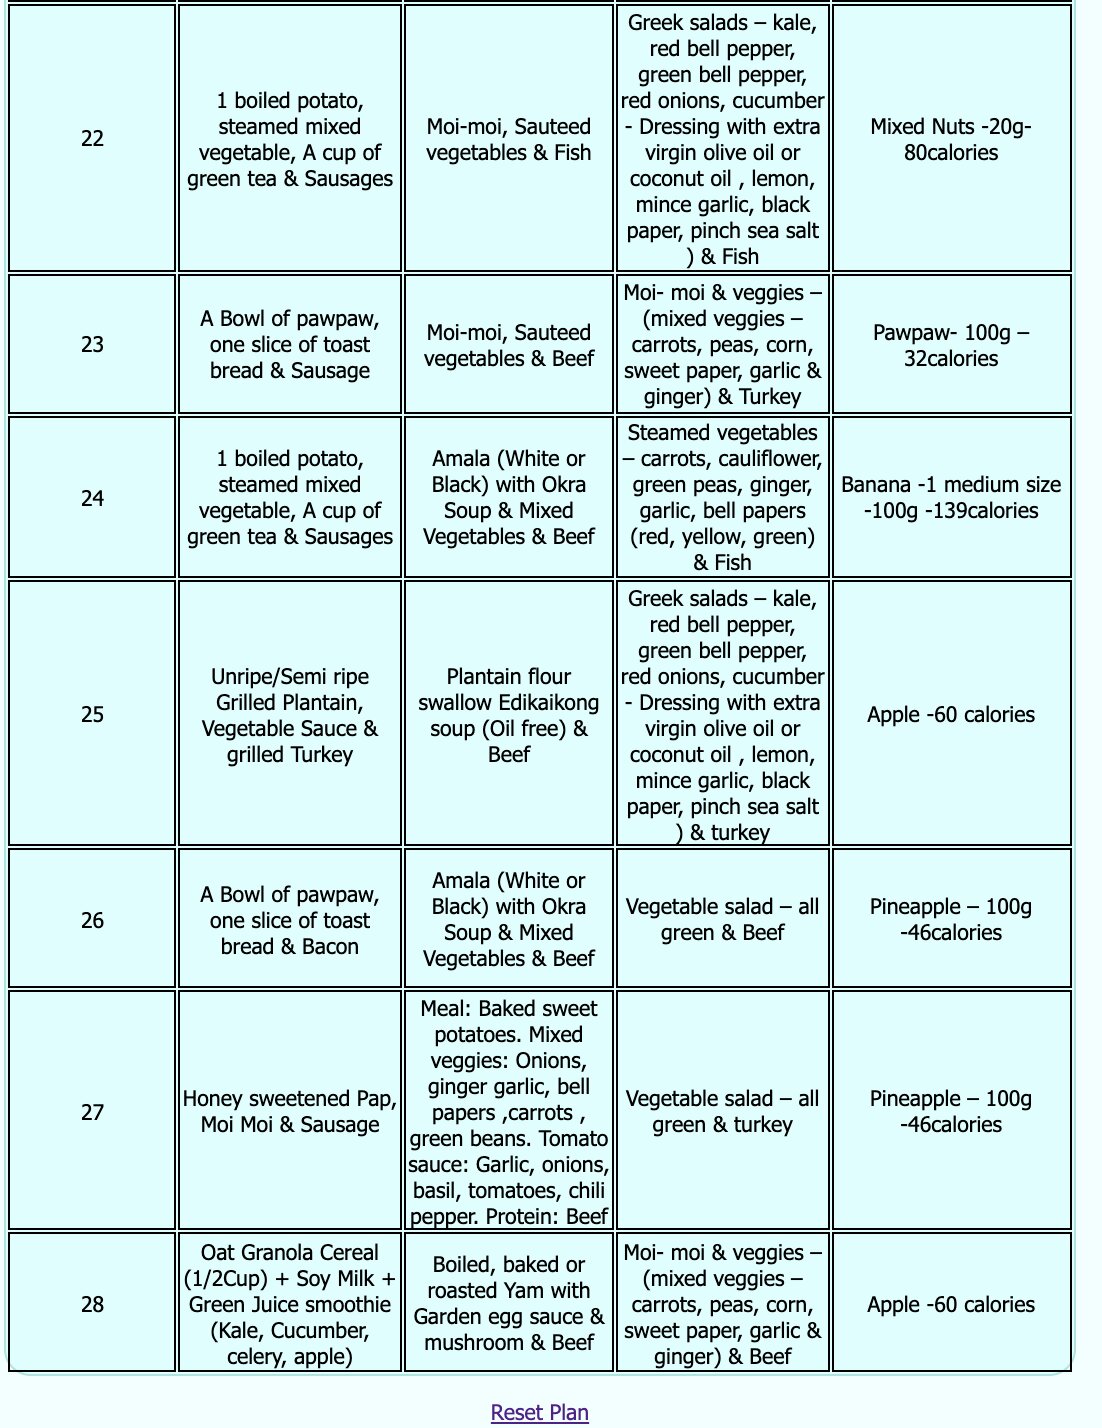 22
1 boiled potato,
steamed mixed
vegetable, A cup of
green tea & Sausages
Moi-moi, Sauteed
vegetables & Fish
Greek salads – kale,
red bell pepper,
green bell pepper,
red onions, cucumber
- Dressing with extra
virgin olive oil or
coconut oil , lemon,
mince garlic, black
paper, pinch sea salt
) & Fish
Mixed Nuts -20g-
80calories
23
A Bowl of pawpaw,
one slice of toast
bread & Sausage
Moi-moi, Sauteed
vegetables & Beef
Moi- moi & veggies –
(mixed veggies –
carrots, peas, corn,
sweet paper, garlic &
ginger) & Turkey
Pawpaw- 100g –
32calories
24
1 boiled potato,
steamed mixed
vegetable, A cup of
green tea & Sausages
Amala (White or
Black) with Okra
Soup & Mixed
Vegetables & Beef
Steamed vegetables
– carrots, cauliflower,
green peas, ginger,
garlic, bell papers
(red, yellow, green)
& Fish
Banana -1 medium size
-100g -139calories
25
Unripe/Semi ripe
Grilled Plantain,
Vegetable Sauce &
grilled Turkey
Plantain flour
swallow Edikaikong
soup (Oil free) &
Beef
Greek salads – kale,
red bell pepper,
green bell pepper,
red onions, cucumber
- Dressing with extra
virgin olive oil or
coconut oil , lemon,
mince garlic, black
paper, pinch sea salt
) & turkey
Apple -60 calories
26
A Bowl of pawpaw,
one slice of toast
bread & Bacon
Amala (White or
Black) with Okra
Soup & Mixed
Vegetables & Beef
Vegetable salad – all
green & Beef
Pineapple – 100g
-46calories
27
Honey sweetened Pap,
Moi Moi & Sausage
Meal: Baked sweet
potatoes. Mixed
veggies: Onions,
ginger garlic, bell
papers ,carrots ,
green beans. Tomato
sauce: Garlic, onions,
basil, tomatoes, chili
pepper. Protein: Beef
Vegetable salad – all
green & turkey
Pineapple – 100g
-46calories
28
Oat Granola Cereal
(1/2Cup) + Soy Milk +
Green Juice smoothie
(Kale, Cucumber,
celery, apple)
Boiled, baked or
roasted Yam with
Garden egg sauce &
mushroom & Beef
Moi- moi & veggies –
(mixed veggies –
carrots, peas, corn,
sweet paper, garlic &
ginger) & Beef
Apple -60 calories
Reset Plan